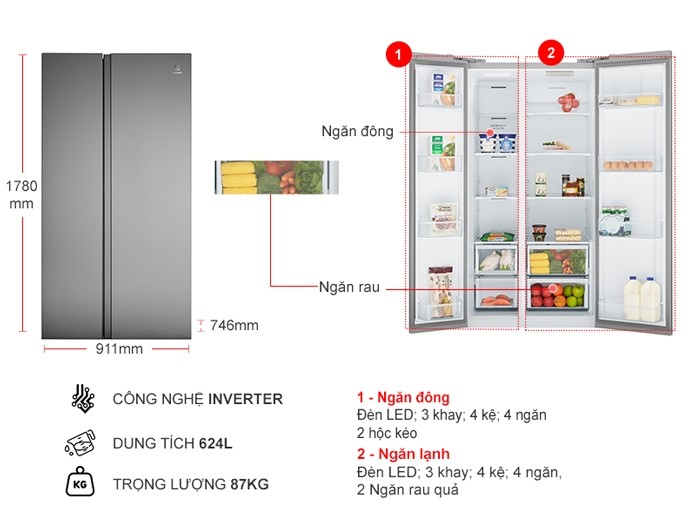 1
2
Ngăn đông
1780
mm
Ngăn rau
746mm
911mm
CÔNG NGHỆ INVERTER
DUNG TÍCH 624L
KG
TRỌNG LƯỢNG 87KG
1 - Ngăn đông
Đèn LED; 3 khay; 4 kệ; 4 ngăn
2 hộc kéo
2 - Ngăn lạnh
Đèn LED; 3 khay; 4 kệ; 4 ngăn,
2 Ngăn rau quả